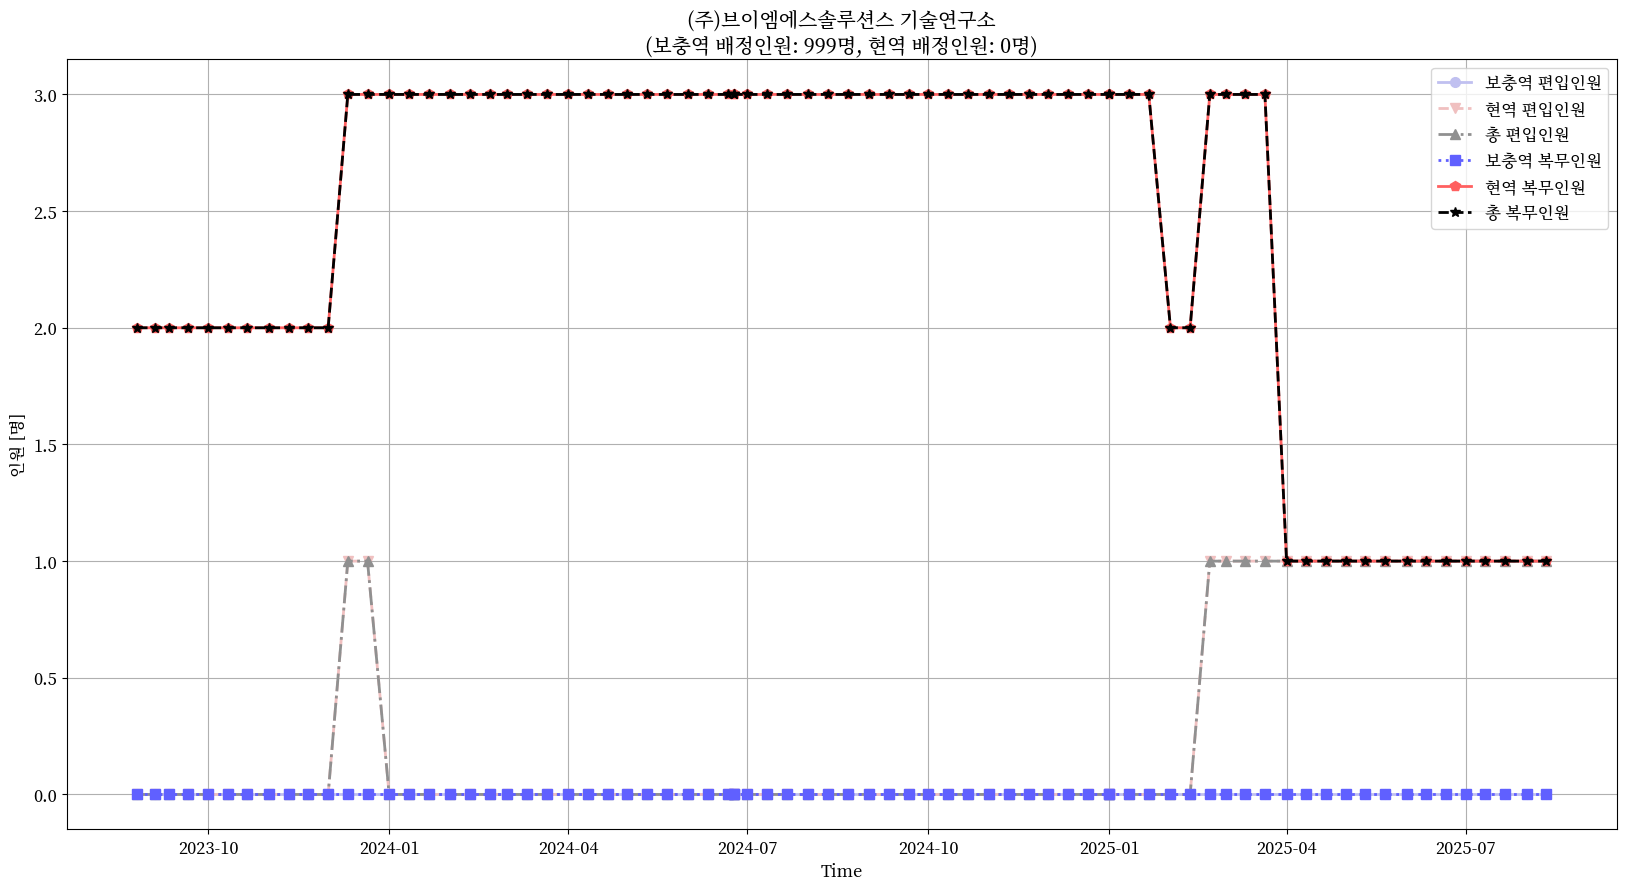 (주)브이엠에스솔루션스 기술연구소
(보충역 배정인원: 999명, 현역 배정인원: 0명)
보충역 편입인원
현역 편입인원
총 편입인원
보충역 복무인원
현역 복무인원
총 복무인원
인원 [명]
3.0
2.5
2.0
1.5
1.0
0.5
0.0
2023-10
2024-01
2024-04
2024-07
2024-10
2025-01
2025-04
2025-07
Time